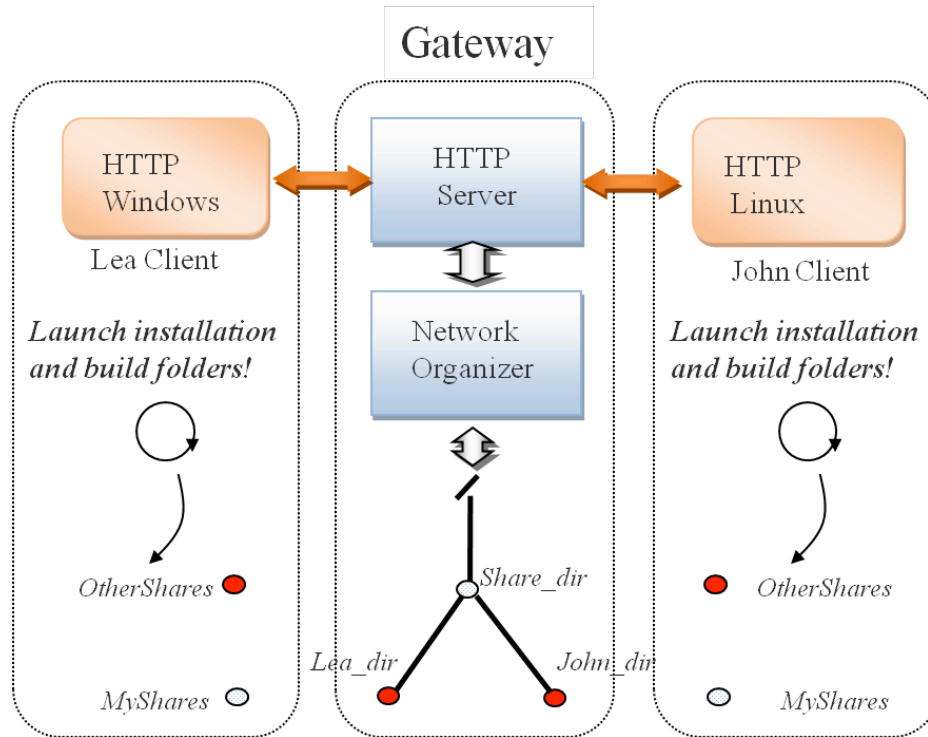 Gateway
HTTP
Windows
Lea Client
Launch installation
and build folders!
OtherShares
MyShares
HTTP
Server
Network
Organizer
/
Share_dir
Lea_dir
John_dir
HTTP
Linux
John Client
Launch installation
and build folders!
OtherShares
MyShares